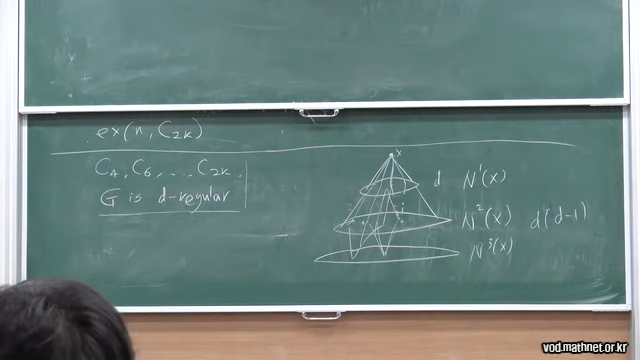 ex(n, C₂ₖ)
C₄, C₆, ..., C₂ₖ.
G is d-regular
x
d N¹(x)
N²(x) d(d-1)
N³(x)
vod.mathnet.or.kr